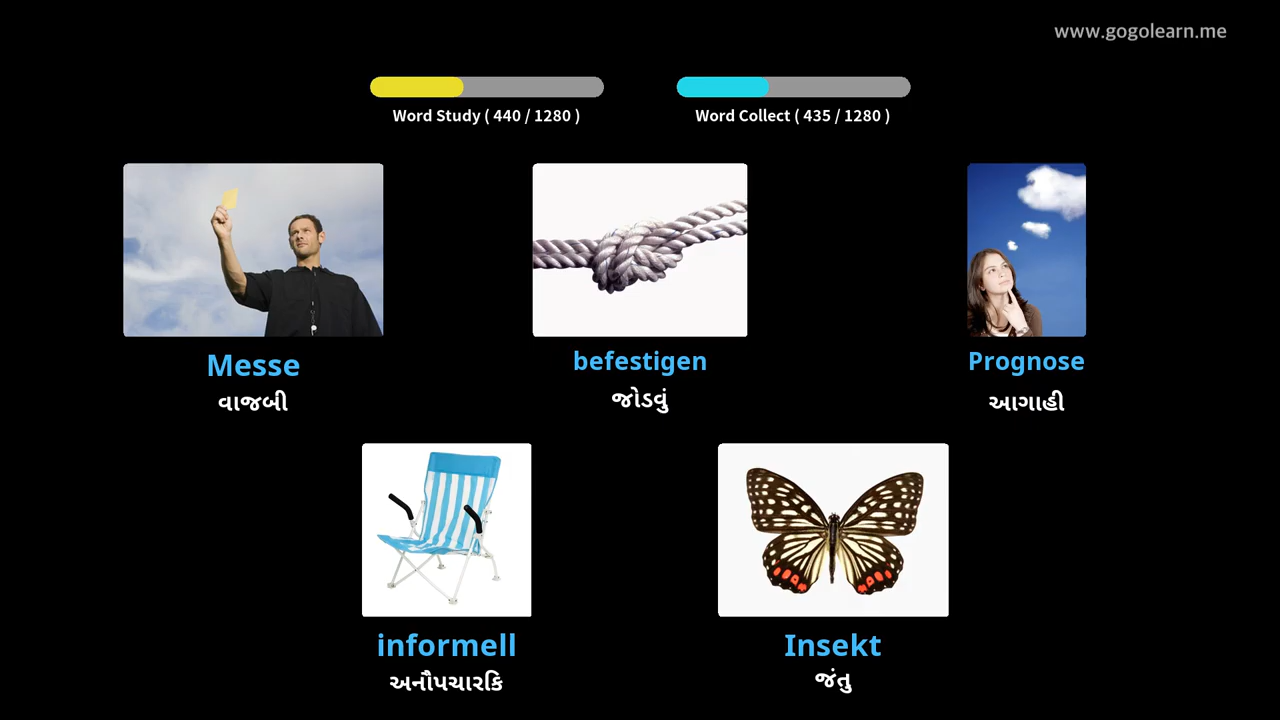 www.gogolearn.me
Word Study ( 440 / 1280 )
Word Collect ( 435 / 1280 )
Messe
વાજબી
befestigen
જોડવું
Prognose
આગાહી
informell
અનૌપચારિક
Insekt
જંતુ